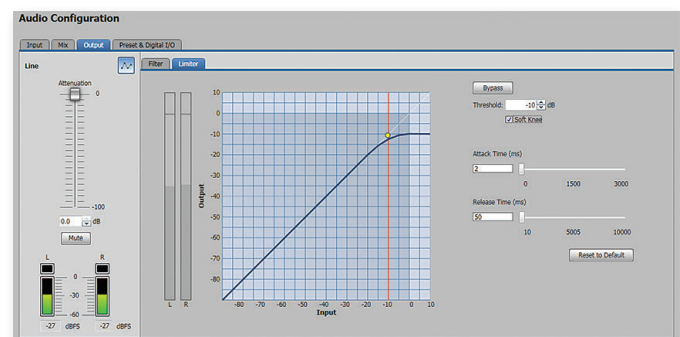 Audio Configuration
Input Mix Output Preset & Digital I/O
Line
Filter Limiter
Attenuation
0
-100
0.0 dB
Mute
L R
0
-30
-60
-27 dBFS -27 dBFS
L R
Output
10
0
-10
-20
-30
-40
-50
-60
-70
-80
-80 -70 -60 -50 -40 -30 -20 -10 0 10
Input
Bypass
Threshold: -10 dB
Soft Knee
Attack Time (ms)
2
0 1500 3000
Release Time (ms)
50
10 5005 10000
Reset to Default